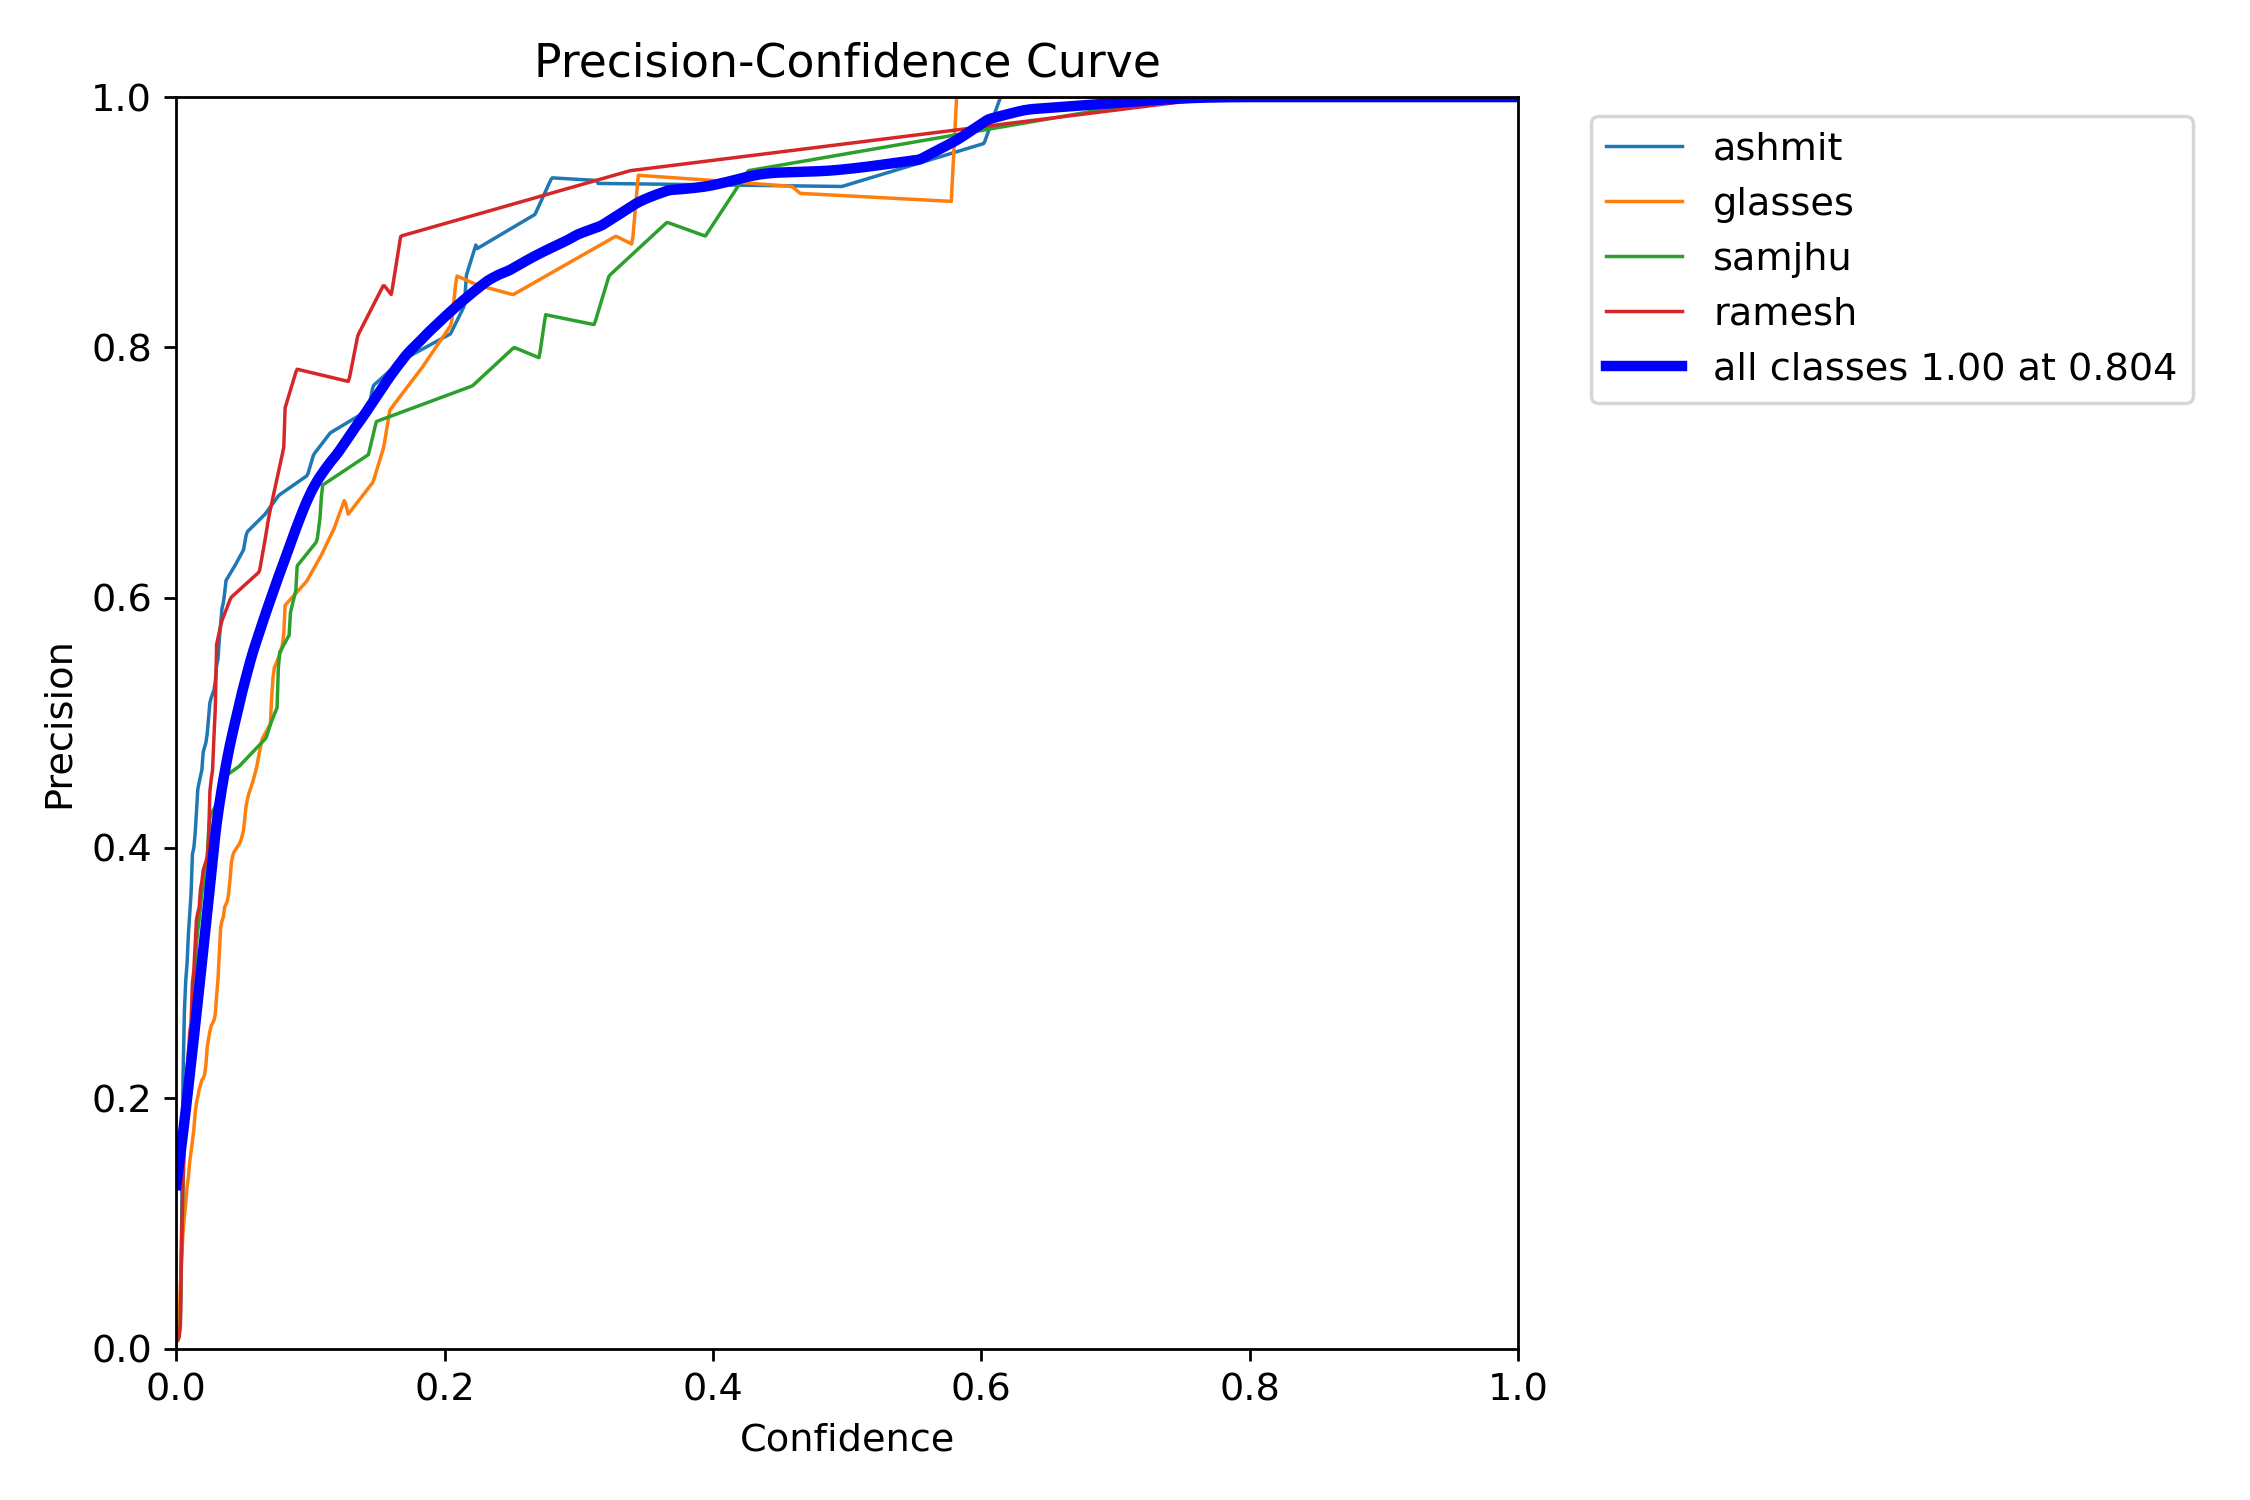 Precision-Confidence Curve
1.0
0.8
0.6
0.4
0.2
0.0
Precision
0.0 0.2 0.4 0.6 0.8 1.0
Confidence
ashmit
glasses
samjhu
ramesh
all classes 1.00 at 0.804